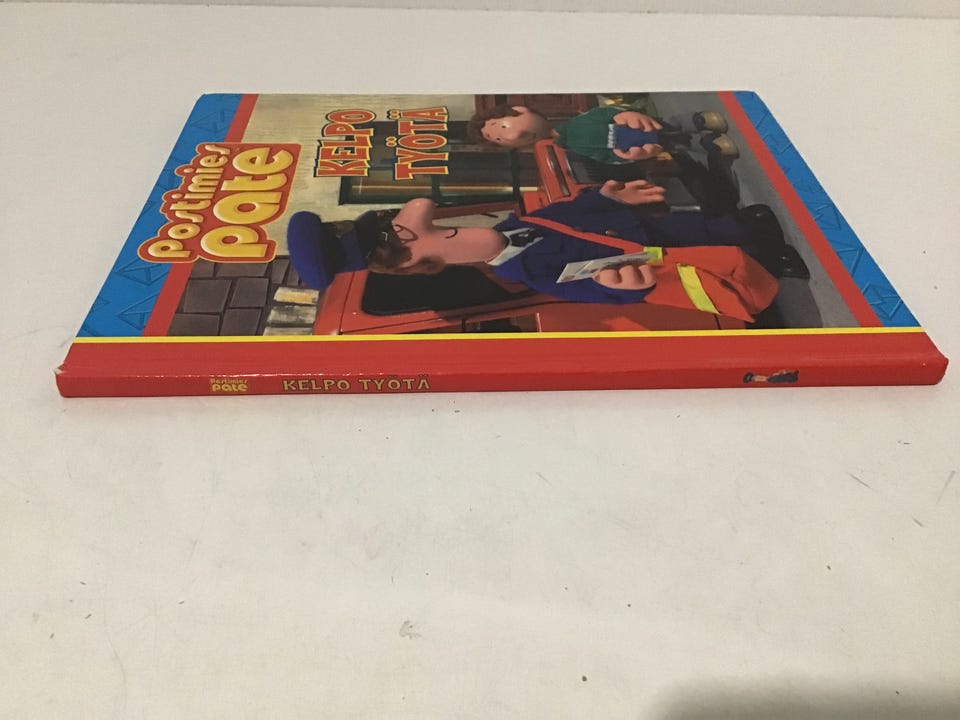 Postimies
Pate
KELPO
TYÖTÄ
Postimies
Pate
KELPO TYÖTÄ